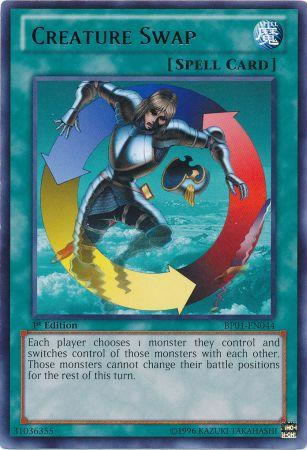 Creature Swap
[Spell Card]
1st Edition
BP01-EN044
Each player chooses 1 monster they control and
switches control of those monsters with each other.
Those monsters cannot change their battle positions
for the rest of this turn.
31036355
©1996 KAZUKI TAKAHASHI